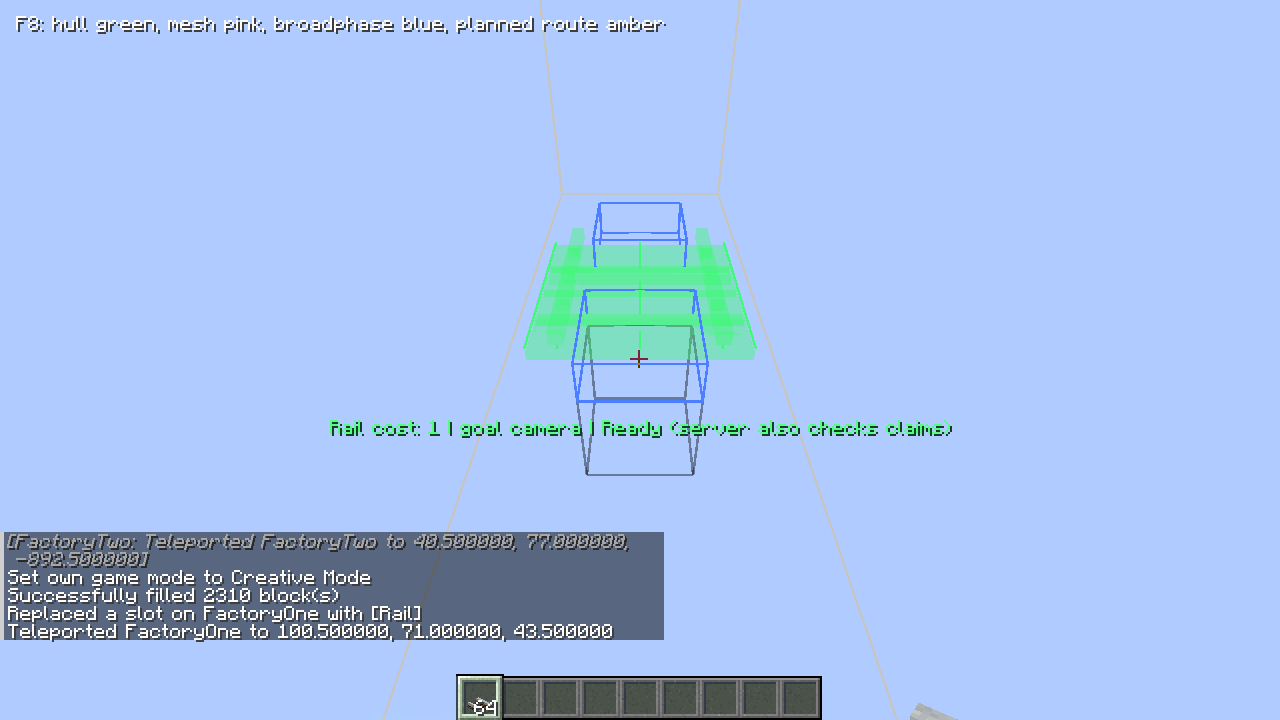 F8: hull green, mesh pink, broadphase blue, planned route amber
Rail cost: 1 | goal camera | Ready (server also checks claims)
[FactoryTwo: Teleported FactoryTwo to 40.500000, 77.000000,
-892.500000]
Set own game mode to Creative Mode
Successfully filled 2310 block(s)
Replaced a slot on FactoryOne with [Rail]
Teleported FactoryOne to 100.500000, 71.000000, 43.500000
64